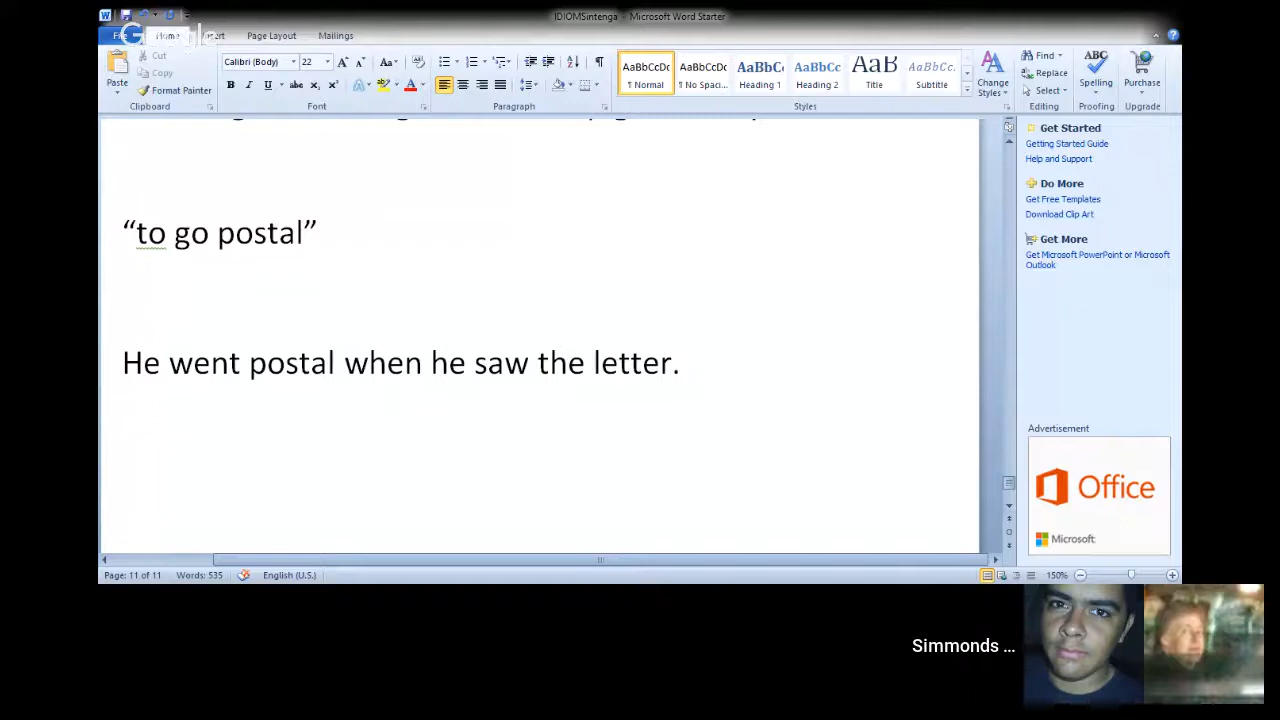 IDIOMSintenga - Microsoft Word Starter
Google
File Home Page Layout Mailings
Cut
Copy
Paste
Format Painter
Clipboard
Calibri (Body) 22
Font
Paragraph
AaBbCcDc AaBbCcDc AaBbC AaBbCc AaB AaBbCc.
¶ Normal ¶ No Spaci... Heading 1 Heading 2 Title Subtitle
Styles
Change Styles
Find
Replace
Select
Editing
ABC
Spelling
Proofing
Purchase
Upgrade
“to go postal”
He went postal when he saw the letter.
Get Started
Getting Started Guide
Help and Support
Do More
Get Free Templates
Download Clip Art
Get More
Get Microsoft PowerPoint or Microsoft
Outlook
Advertisement
Office
Microsoft
Page: 11 of 11 Words: 535 English (U.S.) 150%
Simmonds ...